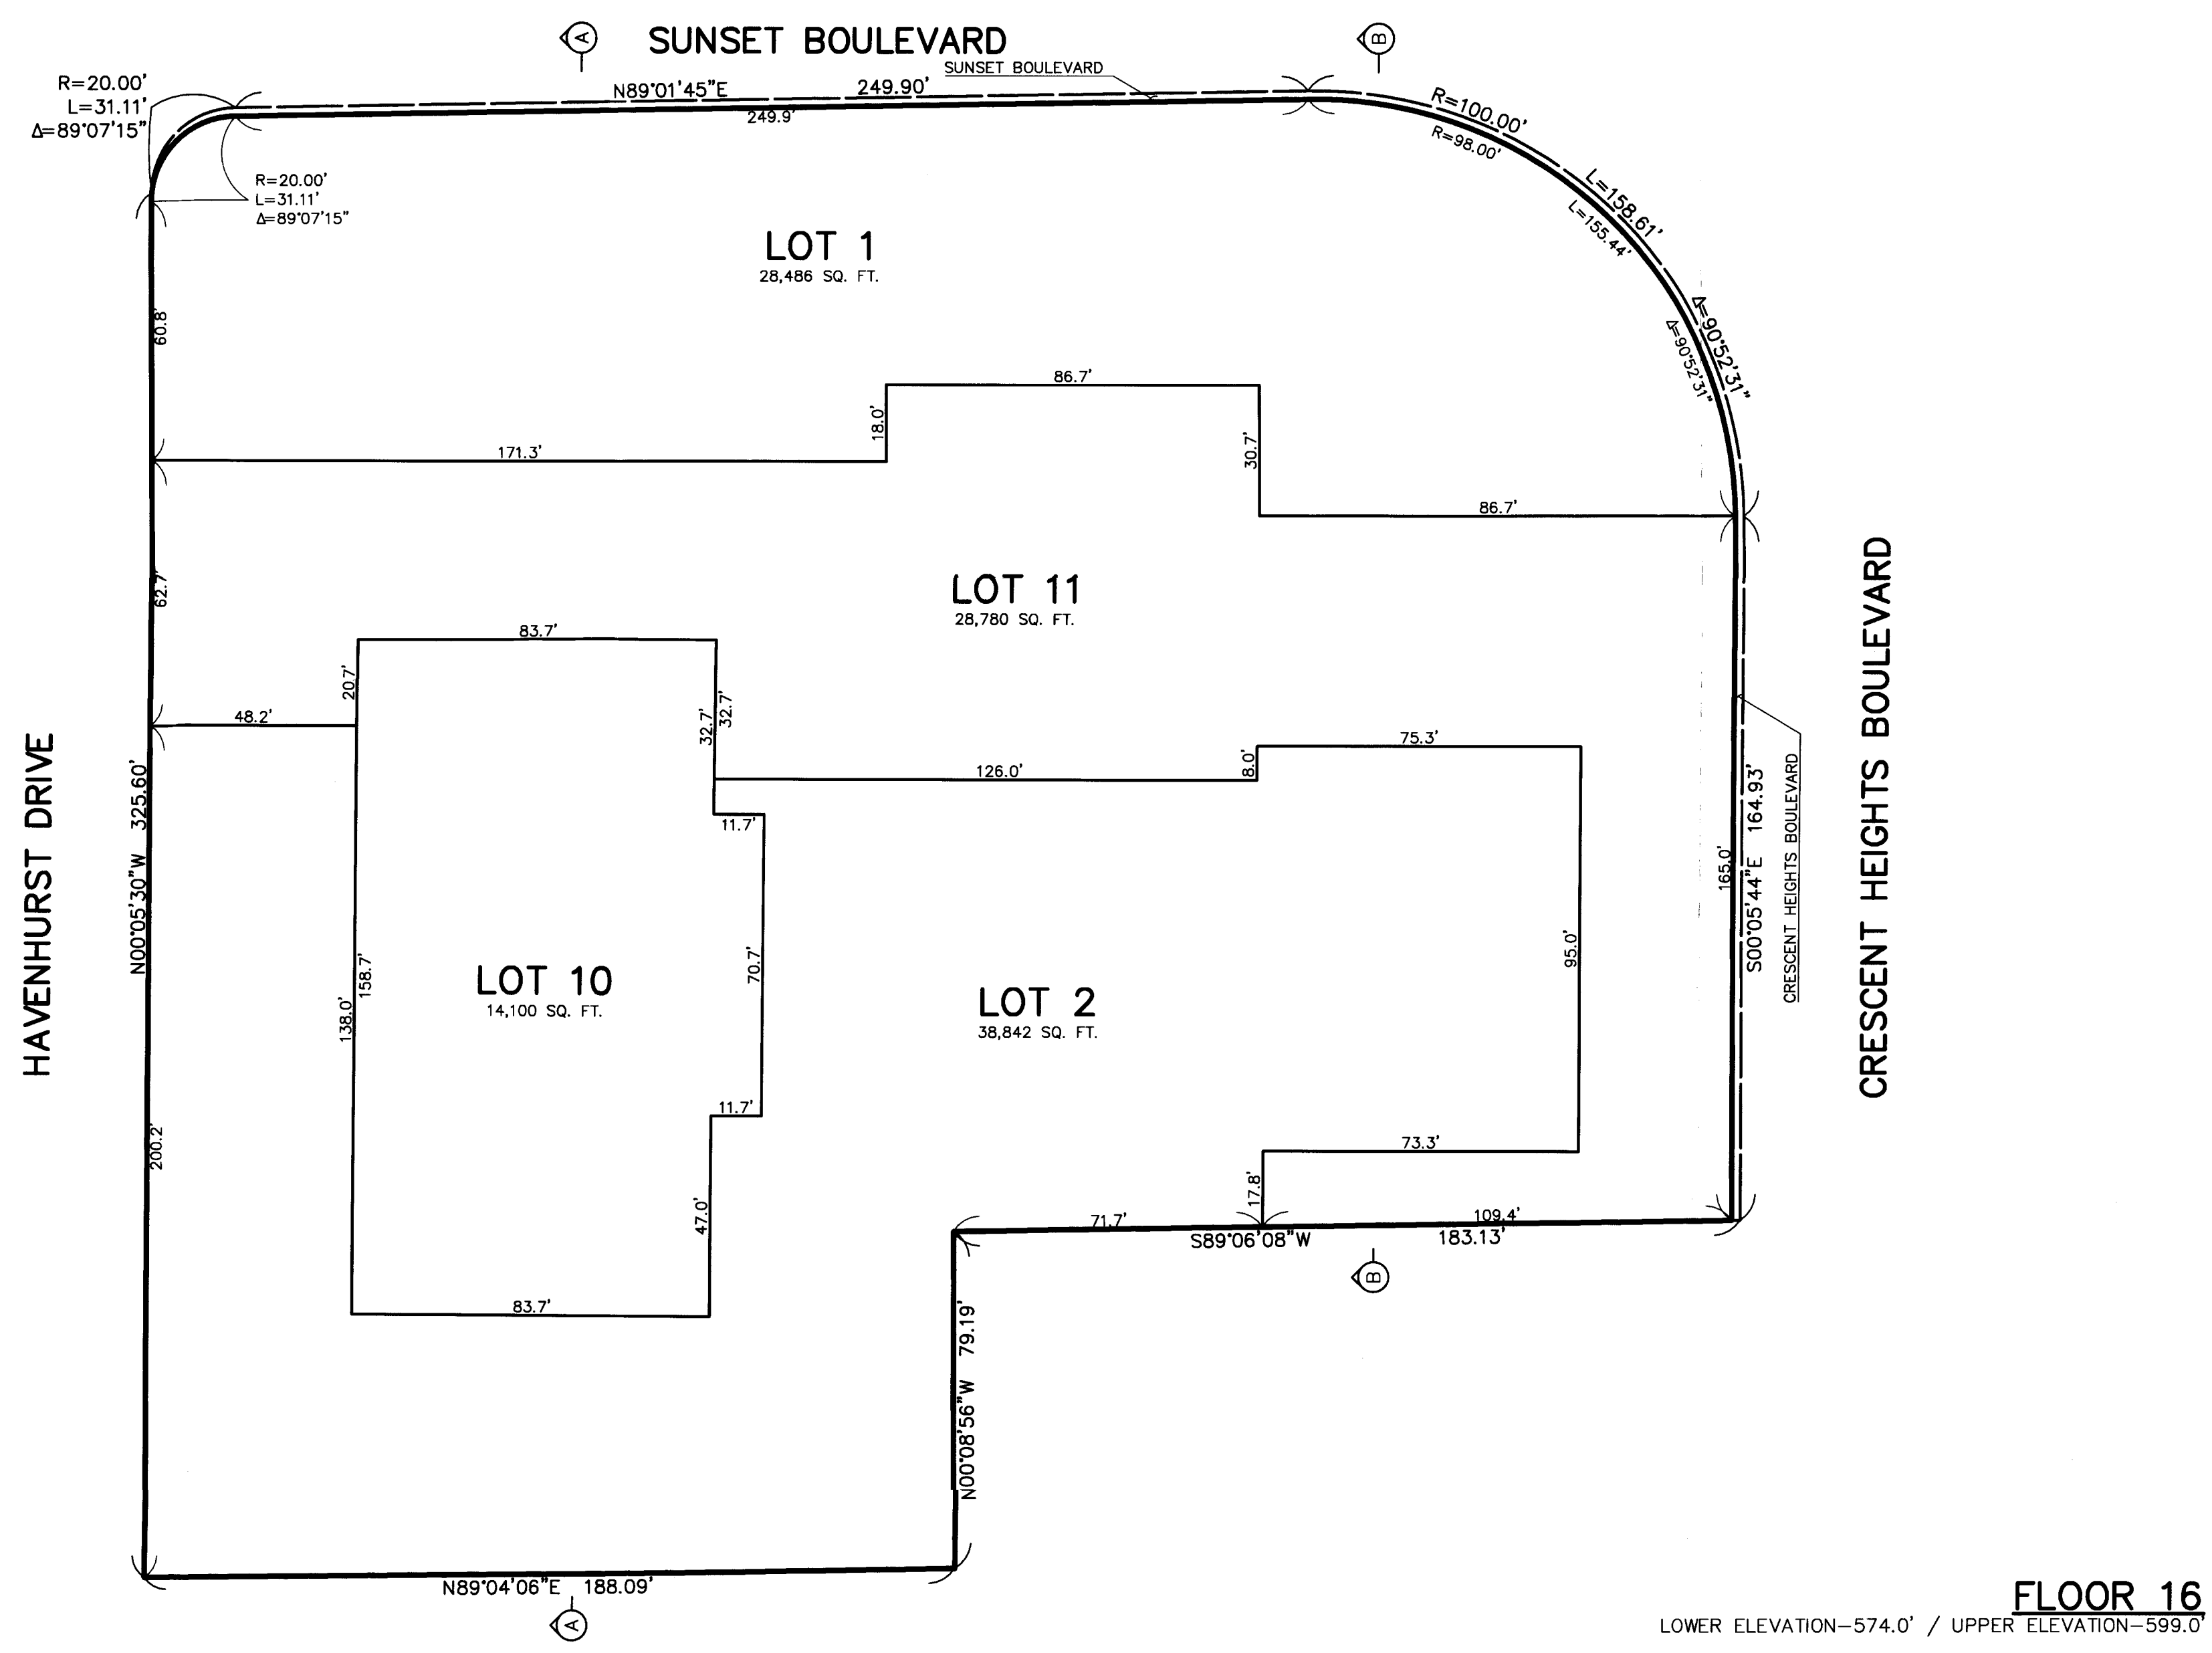 A
SUNSET BOULEVARD
B
SUNSET BOULEVARD
R=20.00'
L=31.11'
Δ=89°07'15"
N89°01'45"E 249.90'
249.9'
R=100.00'
R=98.00'
R=20.00'
L=31.11'
Δ=89°07'15"
L=158.61'
L=155.44'
LOT 1
28,486 SQ. FT.
Δ=90°52'31"
Δ=90°52'31"
60.8'
86.7'
18.0'
30.7'
171.3'
86.7'
LOT 11
28,780 SQ. FT.
62.7'
83.7'
20.7'
32.7'
32.7'
48.2'
126.0'
8.0'
75.3'
HAVENHURST DRIVE
N00°05'30"W 325.60'
11.7'
165.0'
S00°05'44"E 164.93'
CRESCENT HEIGHTS BOULEVARD
CRESCENT HEIGHTS BOULEVARD
138.0'
158.7'
LOT 10
14,100 SQ. FT.
70.7'
LOT 2
38,842 SQ. FT.
95.0'
200.2'
11.7'
73.3'
17.8'
47.0'
71.7'
109.4'
S89°06'08"W 183.13'
B
83.7'
N00°08'56"W 79.19'
N89°04'06"E 188.09'
A
FLOOR 16
LOWER ELEVATION-574.0' / UPPER ELEVATION-599.0'